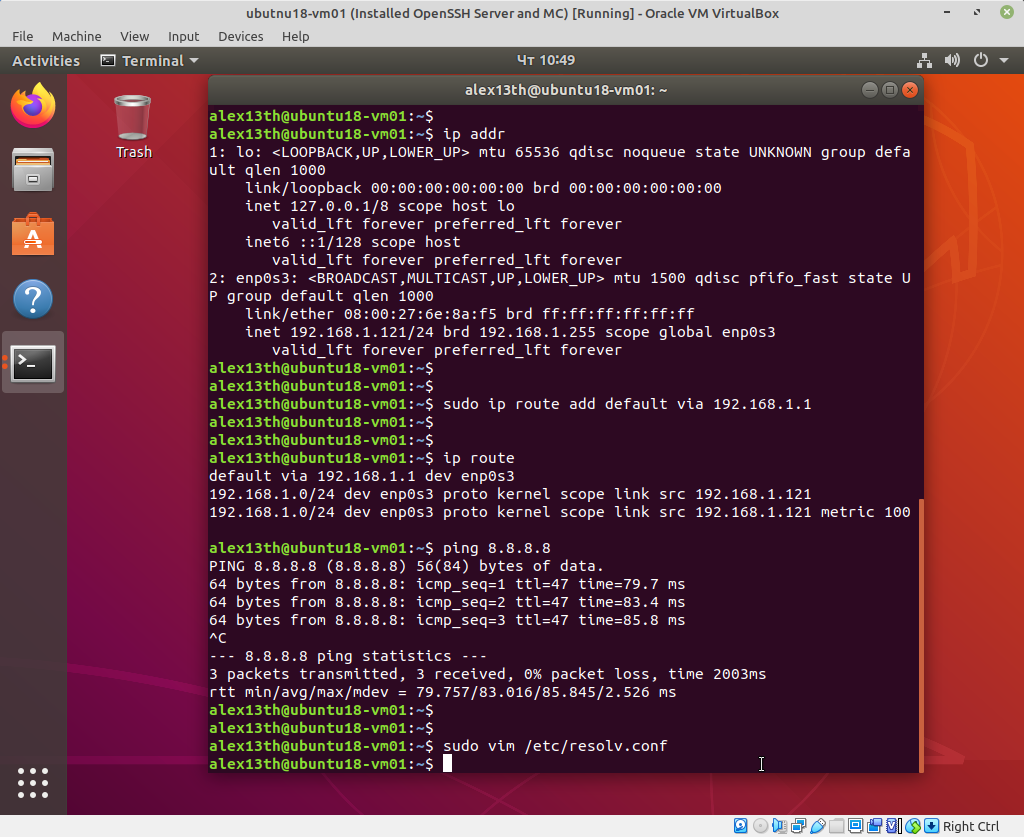 ubutnu18-vm01 (Installed OpenSSH Server and MC) [Running] - Oracle VM VirtualBox
File Machine View Input Devices Help
Activities Terminal Чт 10:49
Trash
alex13th@ubuntu18-vm01: ~
alex13th@ubuntu18-vm01:~$
alex13th@ubuntu18-vm01:~$ ip addr
1: lo: <LOOPBACK,UP,LOWER_UP> mtu 65536 qdisc noqueue state UNKNOWN group defa
ult qlen 1000
    link/loopback 00:00:00:00:00:00 brd 00:00:00:00:00:00
    inet 127.0.0.1/8 scope host lo
       valid_lft forever preferred_lft forever
    inet6 ::1/128 scope host
       valid_lft forever preferred_lft forever
2: enp0s3: <BROADCAST,MULTICAST,UP,LOWER_UP> mtu 1500 qdisc pfifo_fast state U
P group default qlen 1000
    link/ether 08:00:27:6e:8a:f5 brd ff:ff:ff:ff:ff:ff
    inet 192.168.1.121/24 brd 192.168.1.255 scope global enp0s3
       valid_lft forever preferred_lft forever
alex13th@ubuntu18-vm01:~$
alex13th@ubuntu18-vm01:~$
alex13th@ubuntu18-vm01:~$ sudo ip route add default via 192.168.1.1
alex13th@ubuntu18-vm01:~$
alex13th@ubuntu18-vm01:~$
alex13th@ubuntu18-vm01:~$ ip route
default via 192.168.1.1 dev enp0s3
192.168.1.0/24 dev enp0s3 proto kernel scope link src 192.168.1.121
192.168.1.0/24 dev enp0s3 proto kernel scope link src 192.168.1.121 metric 100
alex13th@ubuntu18-vm01:~$ ping 8.8.8.8
PING 8.8.8.8 (8.8.8.8) 56(84) bytes of data.
64 bytes from 8.8.8.8: icmp_seq=1 ttl=47 time=79.7 ms
64 bytes from 8.8.8.8: icmp_seq=2 ttl=47 time=83.4 ms
64 bytes from 8.8.8.8: icmp_seq=3 ttl=47 time=85.8 ms
^C
--- 8.8.8.8 ping statistics ---
3 packets transmitted, 3 received, 0% packet loss, time 2003ms
rtt min/avg/max/mdev = 79.757/83.016/85.845/2.526 ms
alex13th@ubuntu18-vm01:~$
alex13th@ubuntu18-vm01:~$
alex13th@ubuntu18-vm01:~$ sudo vim /etc/resolv.conf
alex13th@ubuntu18-vm01:~$
Right Ctrl